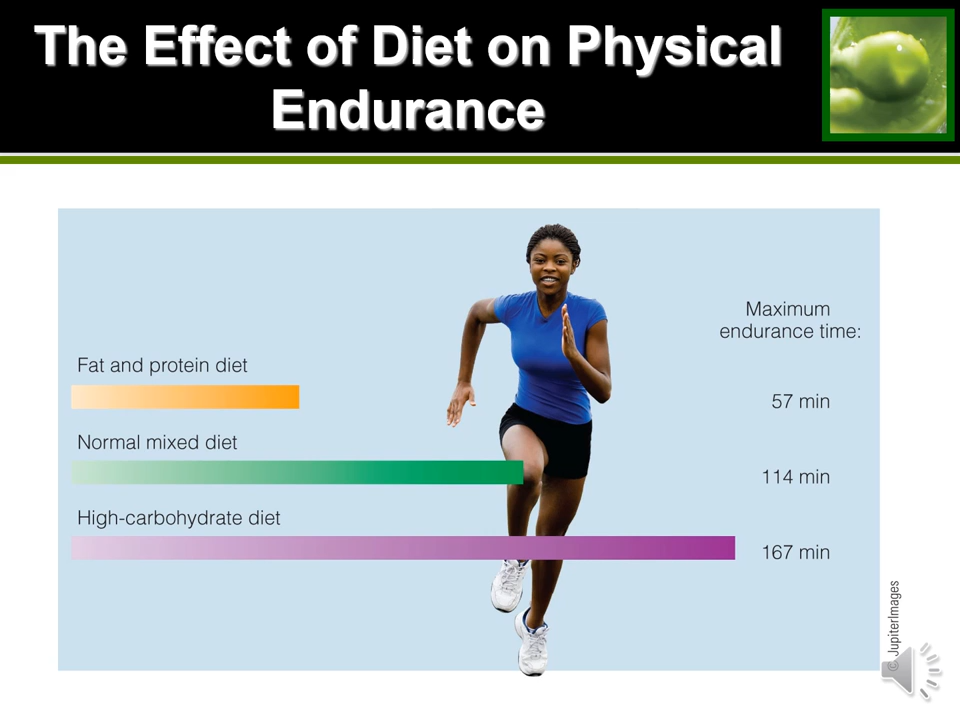 The Effect of Diet on Physical
Endurance
Maximum
endurance time:
Fat and protein diet
57 min
Normal mixed diet
114 min
High-carbohydrate diet
167 min
© JupiterImages